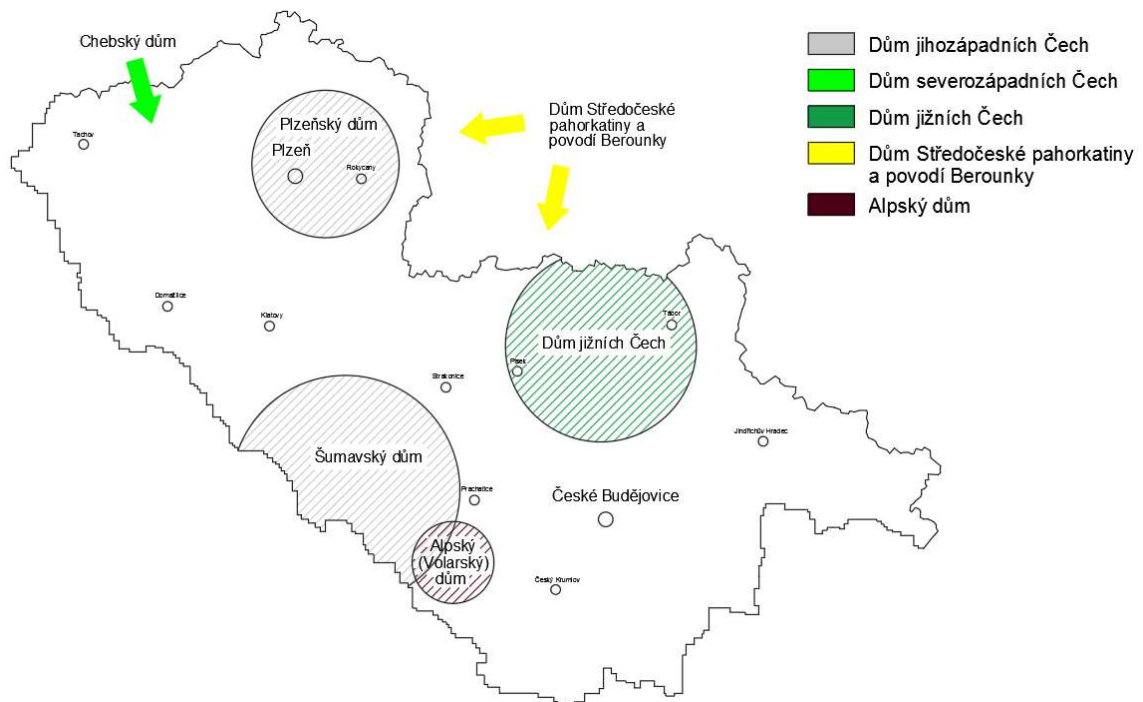 Chebský dům
Tachov
Plzeňský dům
Plzeň
Rokycany
Dům Středočeské
pahorkatiny a
povodí Berounky
Domažlice
Klatovy
Strakonice
Dům jižních Čech
Tábor
Písek
Jindřichův Hradec
Šumavský dům
Prachatice
České Budějovice
Alpský
(Volarský)
dům
Český Krumlov
Dům jihozápadních Čech
Dům severozápadních Čech
Dům jižních Čech
Dům Středočeské pahorkatiny
a povodí Berounky
Alpský dům